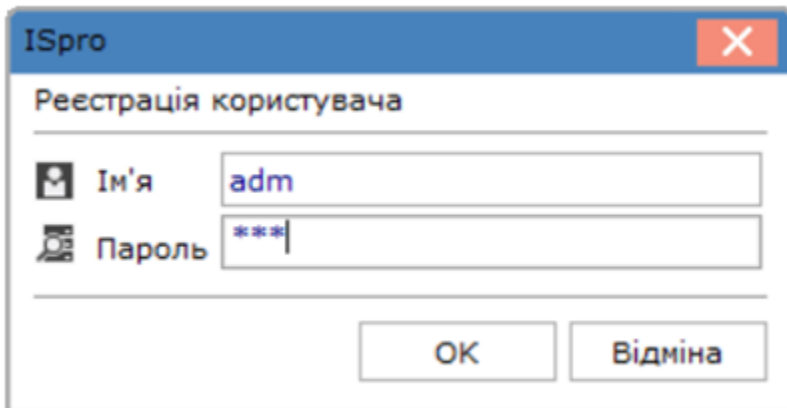 ISpro
Реєстрація користувача
Ім'я adm
Пароль ***
OK Відміна